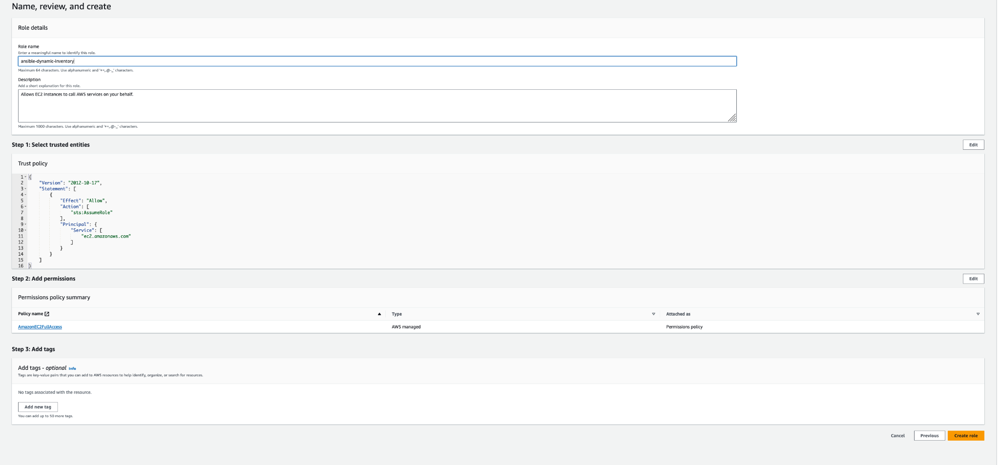 Name, review, and create
Role details
Role name
Enter a meaningful name to identify this role.
ansible-dynamic-inventory
Maximum 64 characters. Use alphanumeric and '+=,.@-_' characters.
Description
Add a short explanation for this role.
Allows EC2 instances to call AWS services on your behalf.
Maximum 1000 characters. Use alphanumeric and '+=,.@-_' characters.
Step 1: Select trusted entities
Edit
Trust policy
1 {
2 "Version": "2012-10-17",
3 "Statement": [
4 {
5 "Effect": "Allow",
6 "Action": [
7 "sts:AssumeRole"
8 ],
9 "Principal": {
10 "Service": [
11 "ec2.amazonaws.com"
12 ]
13 }
14 }
15 ]
16 }
Step 2: Add permissions
Edit
Permissions policy summary
Policy name Type Attached as
AmazonEC2FullAccess AWS managed Permissions policy
Step 3: Add tags
Add tags - optional Info
Tags are key-value pairs that you can add to AWS resources to help identify, organize, or search for resources.
No tags associated with the resource.
Add new tag
You can add up to 50 more tags.
Cancel Previous Create role